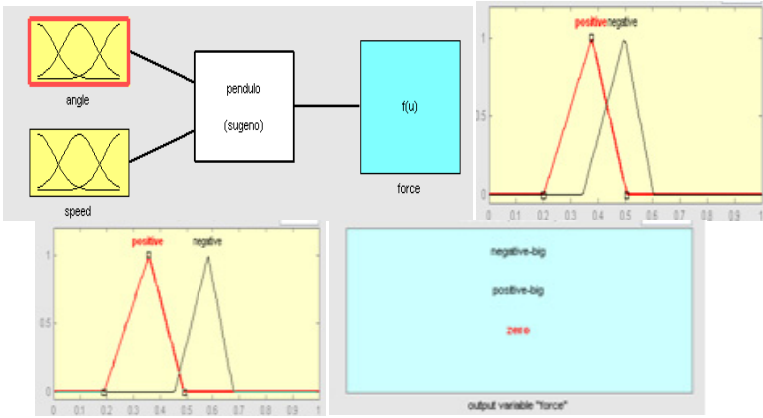 angle
speed
pendulo
(sugeno)
f(u)
force
positive negative
1
0.5
0
0 0.1 0.2 0.3 0.4 0.5 0.6 0.7 0.8 0.9 1
positive negative
1
0.5
0
0 0.1 0.2 0.3 0.4 0.5 0.6 0.7 0.8 0.9 1
negative-big
positive-big
zero
output variable "force"